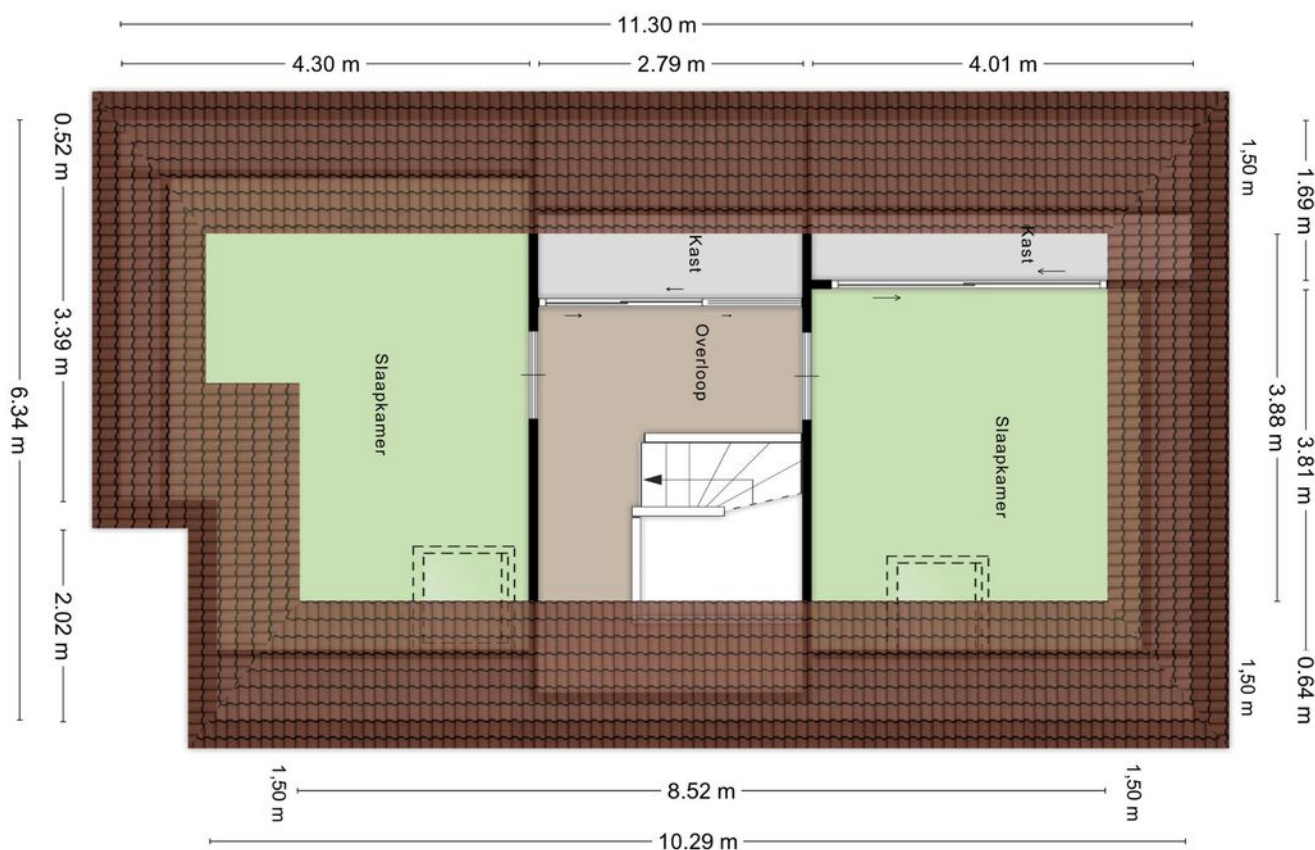 11.30 m
4.30 m
2.79 m
4.01 m
0.52 m
3.39 m
6.34 m
2.02 m
1,50 m
1.69 m
3.88 m
3.81 m
0.64 m
1,50 m
Kast
Kast
Overloop
Slaapkamer
Slaapkamer
1,50 m
8.52 m
1,50 m
10.29 m